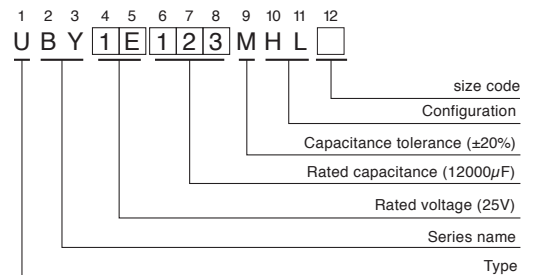 1 2 3 4 5 6 7 8 9 10 11 12
U B Y 1 E 1 2 3 M H L
size code
Configuration
Capacitance tolerance (±20%)
Rated capacitance (12000µF)
Rated voltage (25V)
Series name
Type